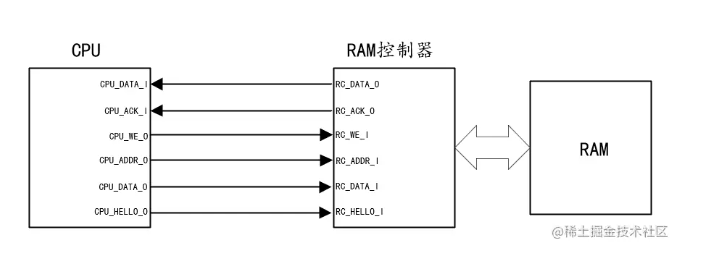 CPU
RAM控制器
CPU_DATA_I
RC_DATA_O
CPU_ACK_I
RC_ACK_O
CPU_WE_O
RC_WE_I
CPU_ADDR_O
RC_ADDR_I
RAM
CPU_DATA_O
RC_DATA_I
CPU_HELLO_O
RC_HELLO_I
@稀土掘金技术社区